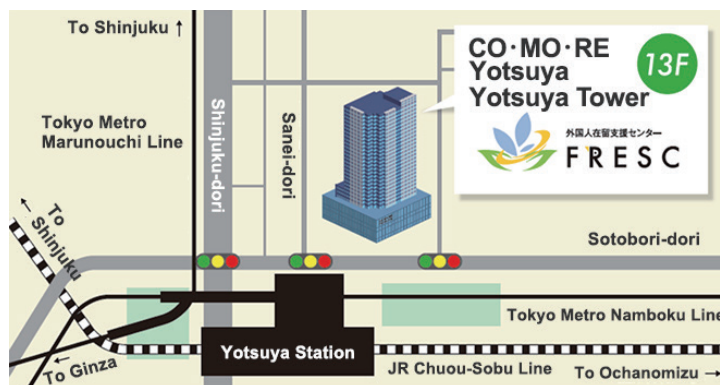 To Shinjuku ↑
CO・MO・RE
Yotsuya
Yotsuya Tower
13F
外国人在留支援センター
FRESC
Tokyo Metro
Marunouchi Line
Shinjuku-dori
Sanei-dori
To
Shinjuku
Sotobori-dori
Tokyo Metro Namboku Line
Yotsuya Station
To Ginza
JR Chuou-Sobu Line
To Ochanomizu →